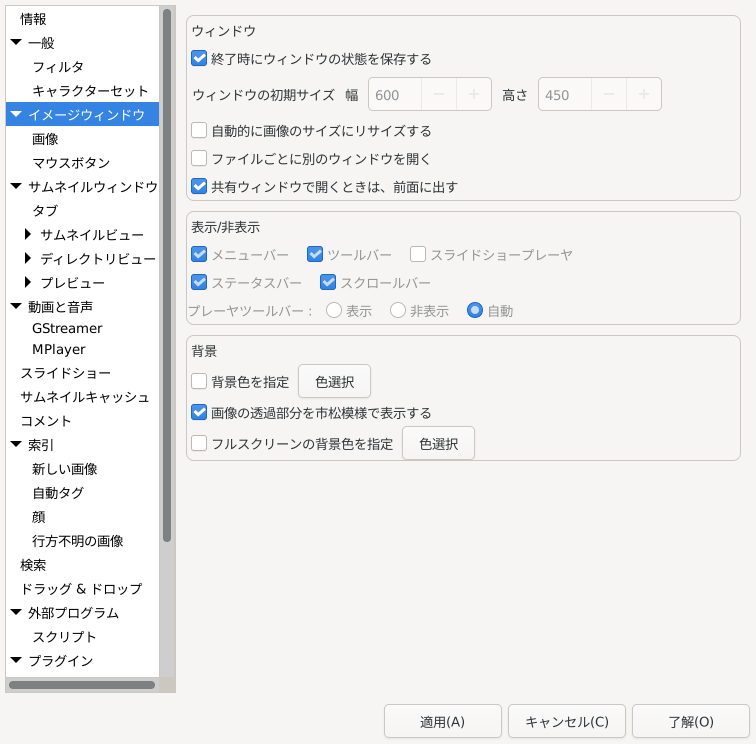 情報
一般
フィルタ
キャラクターセット
イメージウィンドウ
画像
マウスボタン
サムネイルウィンドウ
タブ
サムネイルビュー
ディレクトリビュー
プレビュー
動画と音声
GStreamer
MPlayer
スライドショー
サムネイルキャッシュ
コメント
索引
新しい画像
自動タグ
顔
行方不明の画像
検索
ドラッグ & ドロップ
外部プログラム
スクリプト
プラグイン
ウィンドウ
終了時にウィンドウの状態を保存する
ウィンドウの初期サイズ 幅 600 − + 高さ 450 − +
自動的に画像のサイズにリサイズする
ファイルごとに別のウィンドウを開く
共有ウィンドウで開くときは、前面に出す
表示/非表示
メニューバー ツールバー スライドショープレーヤ
ステータスバー スクロールバー
プレーヤツールバー : 表示 非表示 自動
背景
背景色を指定 色選択
画像の透過部分を市松模様で表示する
フルスクリーンの背景色を指定 色選択
適用(A) キャンセル(C) 了解(O)